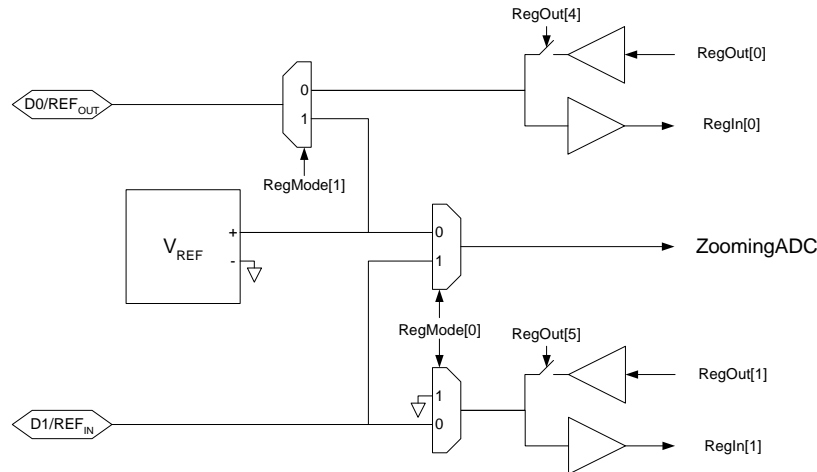 RegOut[4]
RegOut[0]
0
D0/REF_OUT
1
RegIn[0]
RegMode[1]
V_REF
+
-
0
1
ZoomingADC
RegMode[0]
RegOut[5]
RegOut[1]
1
0
D1/REF_IN
RegIn[1]